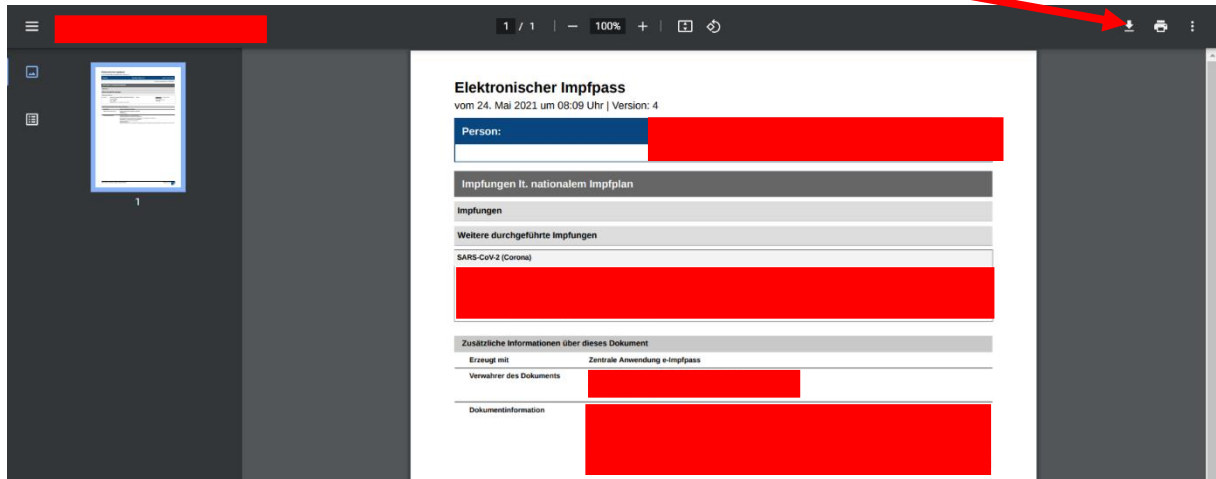 1 / 1 | − 100% + |
Elektronischer Impfpass
vom 24. Mai 2021 um 08:09 Uhr | Version: 4
Person:
Impfungen lt. nationalem Impfplan
Impfungen
Weitere durchgeführte Impfungen
SARS-CoV-2 (Corona)
Zusätzliche Informationen über dieses Dokument
Erzeugt mit Zentrale Anwendung e-Impfpass
Verwahrer des Dokuments
Dokumentinformation
1